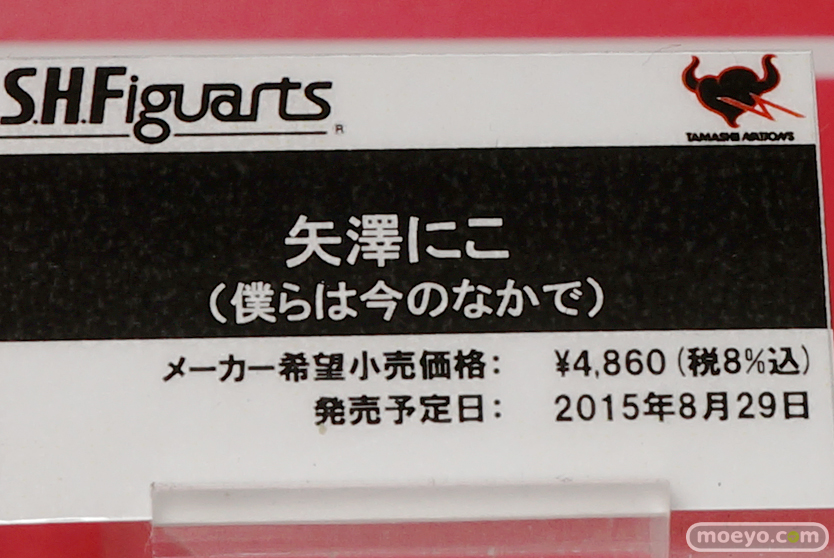 S.H.Figuarts
®
TAMASHII NATIONS
矢澤にこ
(僕らは今のなかで)
メーカー希望小売価格: ¥4,860(税8%込)
発売予定日: 2015年8月29日
moeyo.com